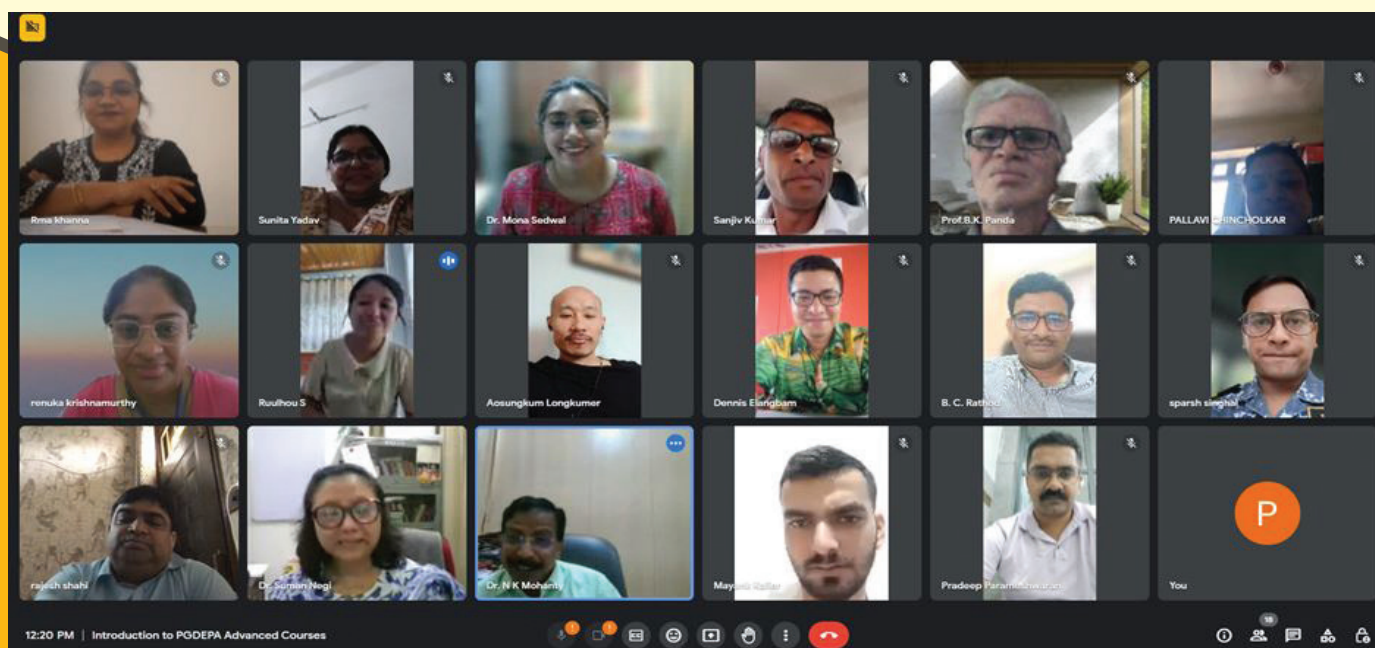 Rma khanna
Sunita Yadav
Dr. Mona Sedwal
Sanjiv Kumar
Prof.B.K. Panda
PALLAVI CHINCHOLKAR
renuka krishnamurthy
Ruulhou S
Aosungkum Longkumer
Dennis Elangbam
B. C. Rathod
sparsh singhal
rajesh shahi
Dr. Suman Negi
Dr. N K Mohanty
Mayank
Pradeep Parameshwaran
P
You
12:20 PM | Introduction to PGDEPA Advanced Courses
18